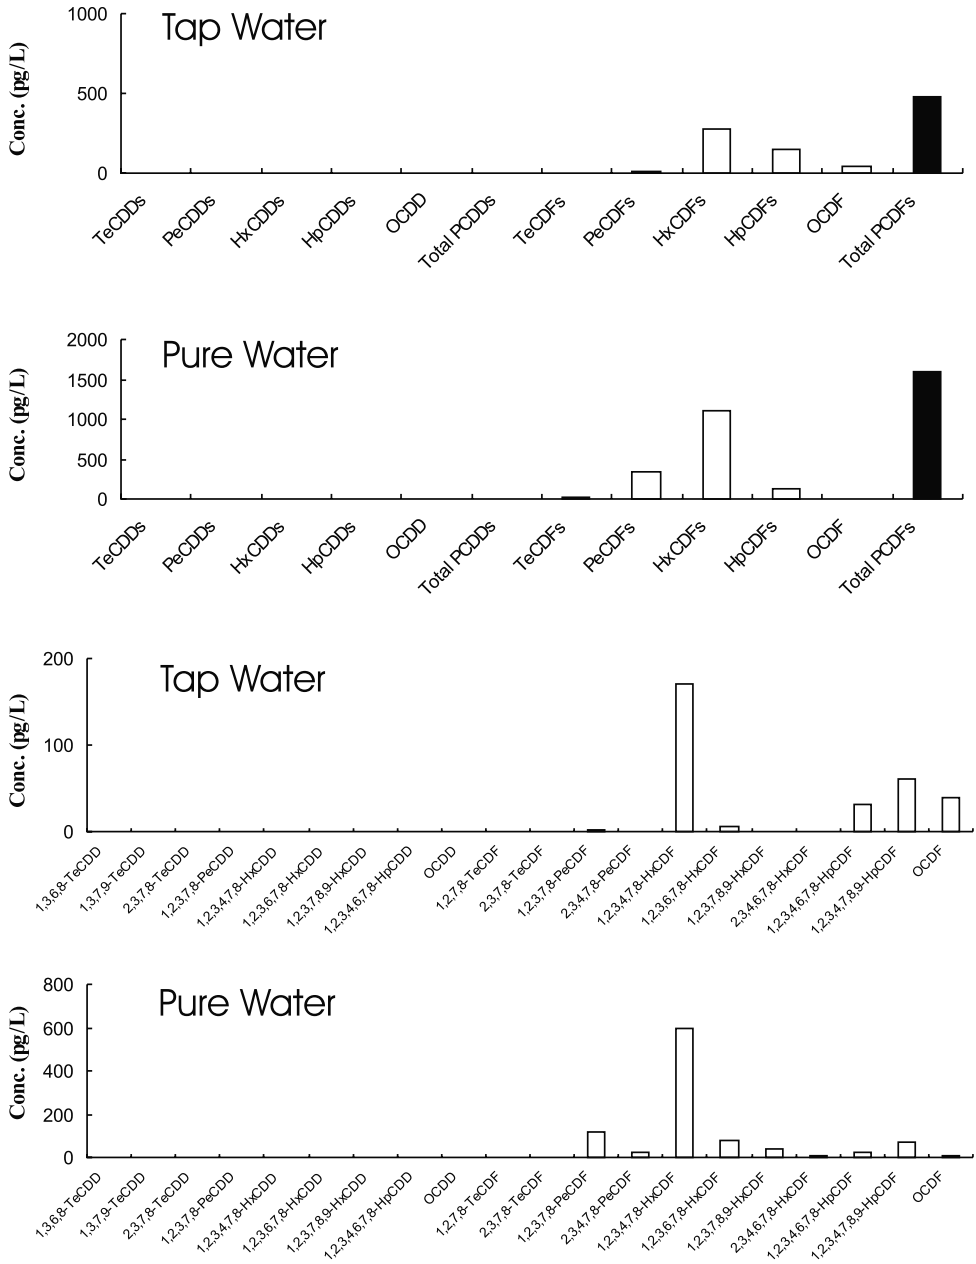 Tap Water
Conc. (pg/L)
1000
500
0
TeCDDs
PeCDDs
HxCDDs
HpCDDs
OCDD
Total PCDDs
TeCDFs
PeCDFs
HxCDFs
HpCDFs
OCDF
Total PCDFs
Pure Water
Conc. (pg/L)
2000
1500
1000
500
0
TeCDDs
PeCDDs
HxCDDs
HpCDDs
OCDD
Total PCDDs
TeCDFs
PeCDFs
HxCDFs
HpCDFs
OCDF
Total PCDFs
Tap Water
Conc. (pg/L)
200
100
0
1,3,6,8-TeCDD
1,3,7,9-TeCDD
2,3,7,8-TeCDD
1,2,3,7,8-PeCDD
1,2,3,4,7,8-HxCDD
1,2,3,6,7,8-HxCDD
1,2,3,7,8,9-HxCDD
1,2,3,4,6,7,8-HpCDD
OCDD
1,2,7,8-TeCDF
2,3,7,8-TeCDF
1,2,3,7,8-PeCDF
2,3,4,7,8-PeCDF
1,2,3,4,7,8-HxCDF
1,2,3,6,7,8-HxCDF
1,2,3,7,8,9-HxCDF
2,3,4,6,7,8-HxCDF
1,2,3,4,6,7,8-HpCDF
1,2,3,4,7,8,9-HpCDF
OCDF
Pure Water
Conc. (pg/L)
800
600
400
200
0
1,3,6,8-TeCDD
1,3,7,9-TeCDD
2,3,7,8-TeCDD
1,2,3,7,8-PeCDD
1,2,3,4,7,8-HxCDD
1,2,3,6,7,8-HxCDD
1,2,3,7,8,9-HxCDD
1,2,3,4,6,7,8-HpCDD
OCDD
1,2,7,8-TeCDF
2,3,7,8-TeCDF
1,2,3,7,8-PeCDF
2,3,4,7,8-PeCDF
1,2,3,4,7,8-HxCDF
1,2,3,6,7,8-HxCDF
1,2,3,7,8,9-HxCDF
2,3,4,6,7,8-HxCDF
1,2,3,4,6,7,8-HpCDF
1,2,3,4,7,8,9-HpCDF
OCDF